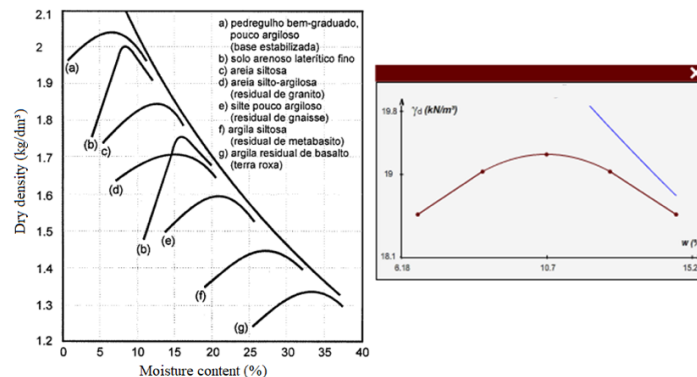 2.1
2.0
1.9
1.8
1.7
1.6
1.5
1.4
1.3
1.2
Dry density (kg/dm³)
0
5
10
15
20
25
30
35
40
Moisture content (%)
(a)
(b)
(c)
(d)
(b)
(e)
(f)
(g)
a) pedregulho bem-graduado,
pouco argiloso
(base estabilizada)
b) solo arenoso laterítico fino
c) areia siltosa
d) areia silto-argilosa
(residual de granito)
e) silte pouco argiloso
(residual de gnaisse)
f) argila siltosa
(residual de metabasito)
g) argila residual de basalto
(terra roxa)
×
19.8
γd (kN/m³)
19
18.1
6.18
10.7
15.2
w (%